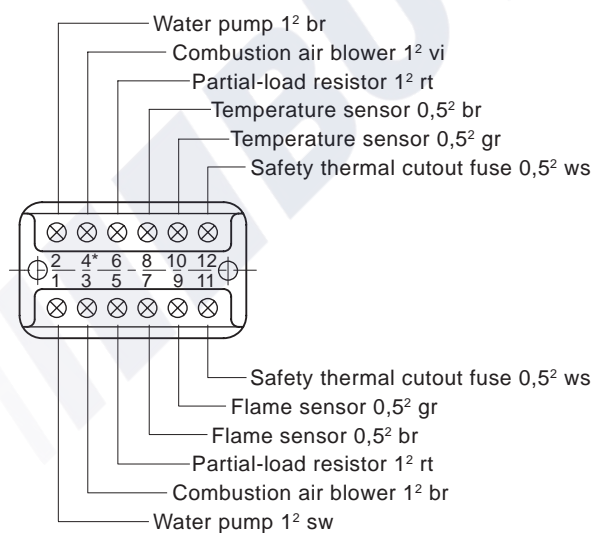 Water pump 1² br
Combustion air blower 1² vi
Partial-load resistor 1² rt
Temperature sensor 0,5² br
Temperature sensor 0,5² gr
Safety thermal cutout fuse 0,5² ws
2 4* 6 8 10 12
1 3 5 7 9 11
Safety thermal cutout fuse 0,5² ws
Flame sensor 0,5² gr
Flame sensor 0,5² br
Partial-load resistor 1² rt
Combustion air blower 1² br
Water pump 1² sw